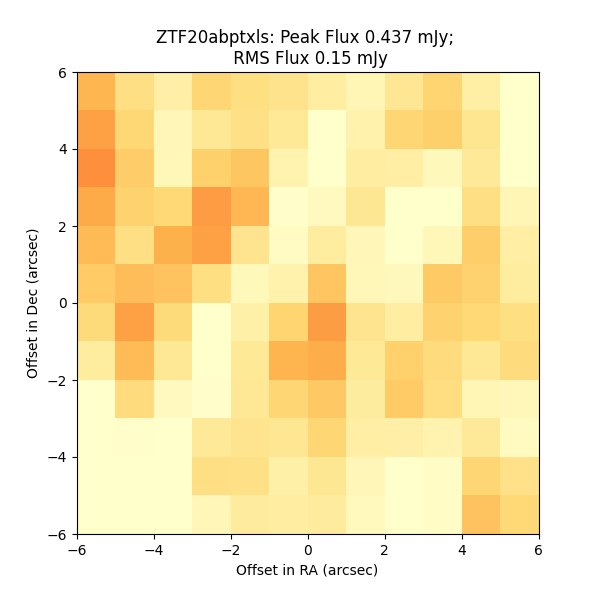 ZTF20abptxls: Peak Flux 0.437 mJy;
RMS Flux 0.15 mJy
6
4
2
0
−2
−4
−6
Offset in Dec (arcsec)
−6 −4 −2 0 2 4 6
Offset in RA (arcsec)